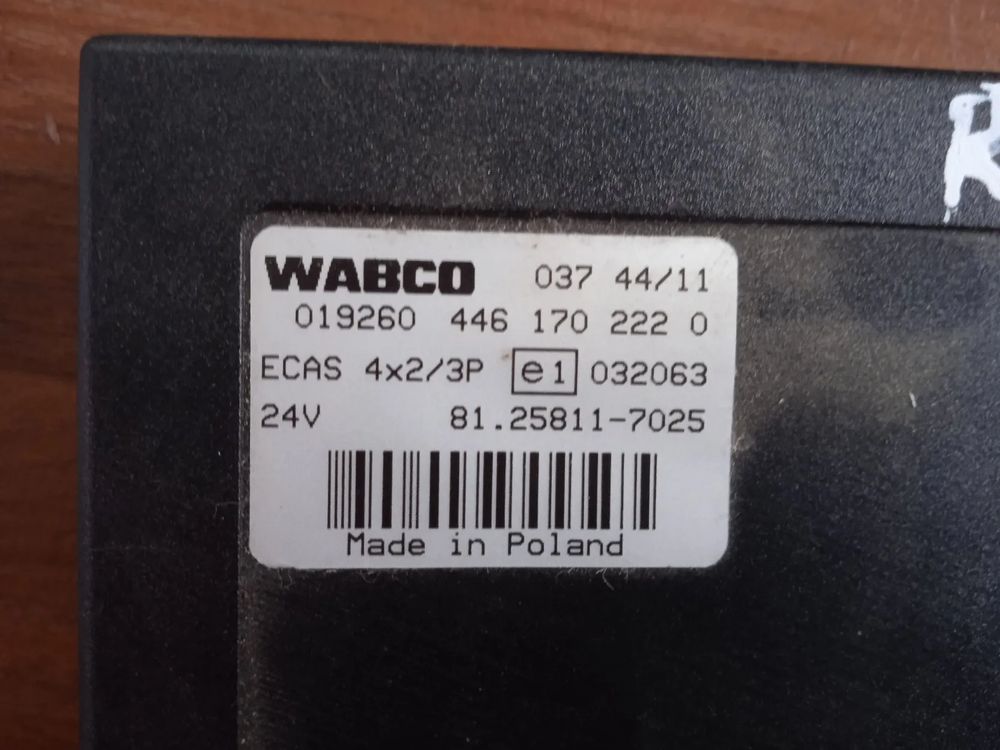 WABCO 037 44/11
019260 446 170 222 0
ECAS 4x2/3P e1 032063
24V 81.25811-7025
Made in Poland